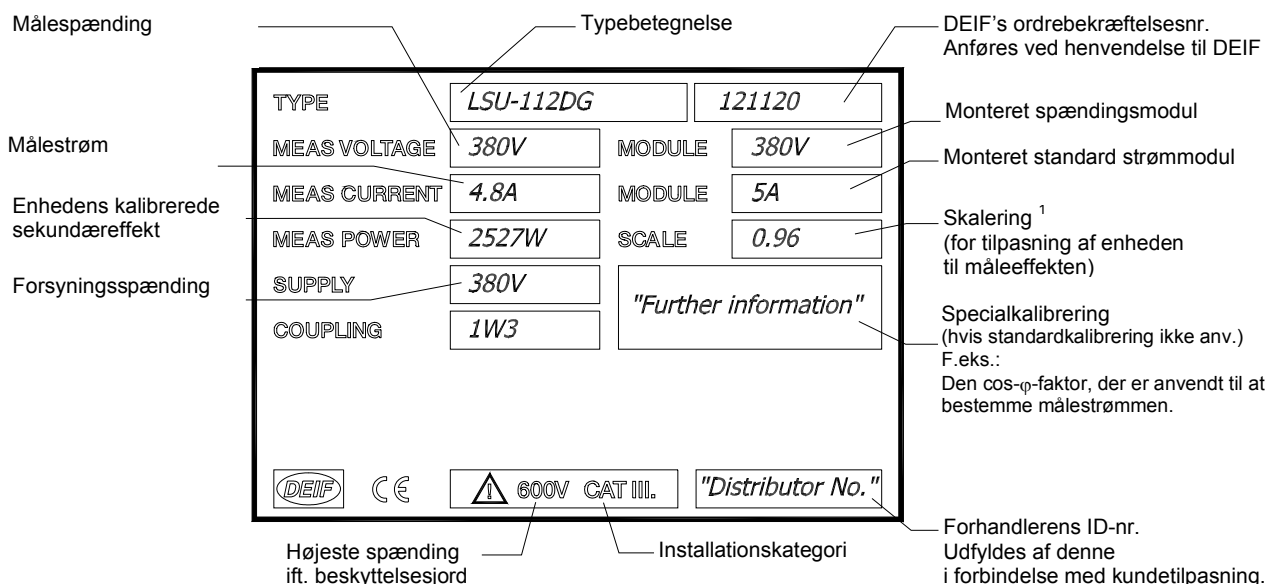 Målespænding
Typebetegnelse
DEIF's ordrebekræftelsesnr.
Anføres ved henvendelse til DEIF
TYPE LSU-112DG 121120
Monteret spændingsmodul
Målestrøm
MEAS VOLTAGE 380V MODULE 380V
Monteret standard strømmodul
MEAS CURRENT 4.8A MODULE 5A
Enhedens kalibrerede
sekundæreffekt
Skalering 1
(for tilpasning af enheden
til måleeffekten)
MEAS POWER 2527W SCALE 0.96
Forsyningsspænding
SUPPLY 380V
"Further information"
COUPLING 1W3
Specialkalibrering
(hvis standardkalibrering ikke anv.)
F.eks.:
Den cos-φ-faktor, der er anvendt til at
bestemme målestrømmen.
DEIF CE 600V CAT III. "Distributor No."
Højeste spænding
ift. beskyttelsesjord
Installationskategori
Forhandlerens ID-nr.
Udfyldes af denne
i forbindelse med kundetilpasning.